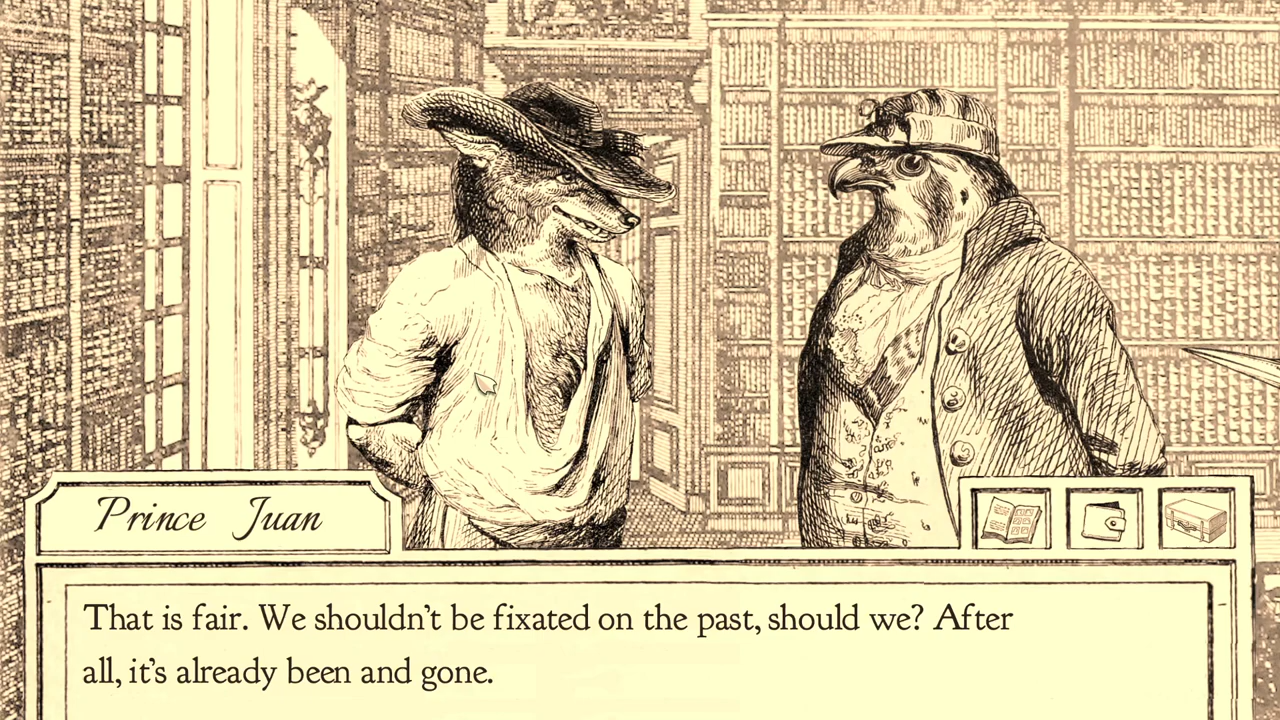 Prince Juan
That is fair. We shouldn't be fixated on the past, should we? After
all, it's already been and gone.